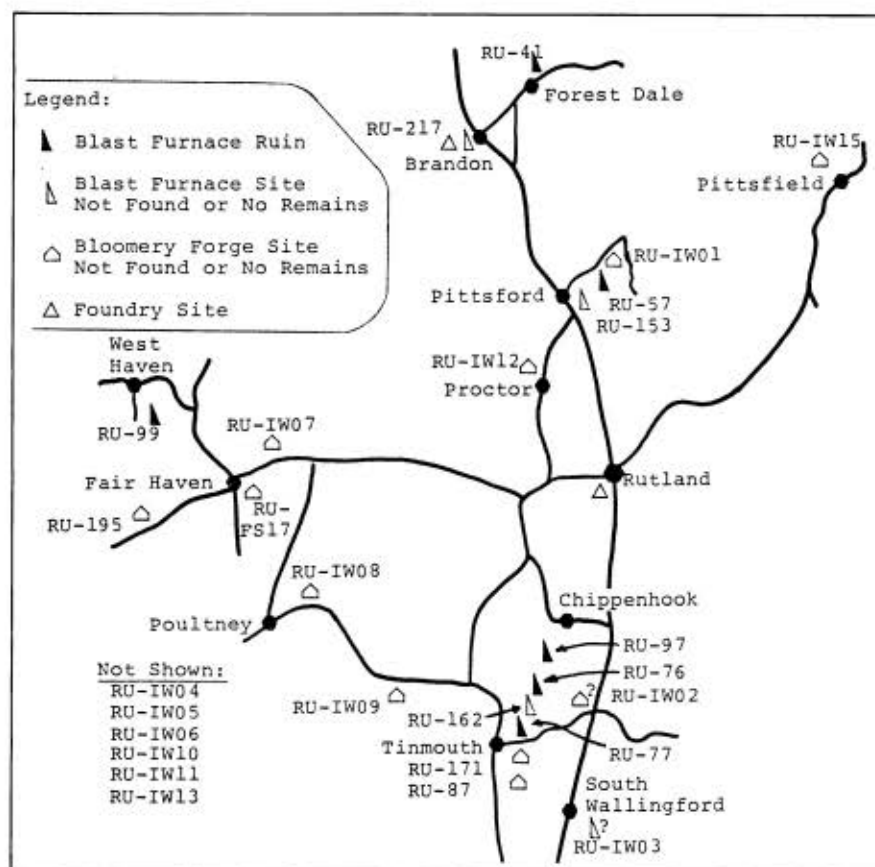 Legend:
Blast Furnace Ruin
Blast Furnace Site
Not Found or No Remains
Bloomery Forge Site
Not Found or No Remains
Foundry Site
RU-41
Forest Dale
RU-217
Brandon
RU-IW15
Pittsfield
RU-IW01
Pittsford
RU-57
RU-153
West
Haven
RU-IW12
Proctor
RU-99
RU-IW07
Fair Haven
RU-
FS17
RU-195
Rutland
RU-IW08
Poultney
Chippenhook
RU-97
RU-76
?
RU-IW02
RU-IW09
RU-162
RU-77
Tinmouth
RU-171
RU-87
Not Shown:
RU-IW04
RU-IW05
RU-IW06
RU-IW10
RU-IW11
RU-IW13
South
Wallingford
?
RU-IW03